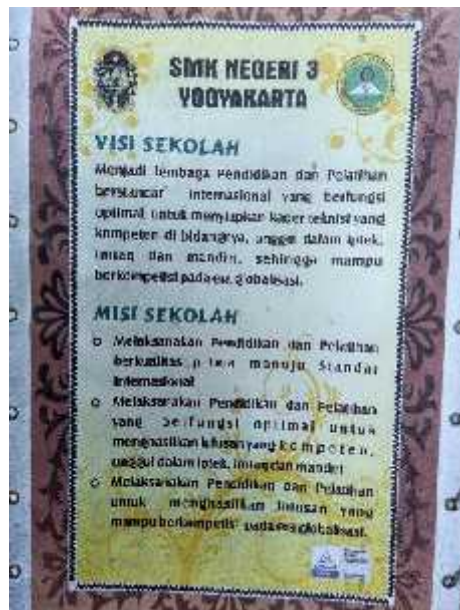 SMK NEGERI 3
YOGYAKARTA
VISI SEKOLAH
Menjadi lembaga Pendidikan dan Pelatihan
berstandar internasional yang berfungsi
optimal, untuk menyiapkan kader teknisi yang
kompeten di bidangnya, unggul dalam iptek,
imtaq dan mandiri, sehingga mampu
berkompetisi pada era globalisasi.
MISI SEKOLAH
Melaksanakan Pendidikan dan Pelatihan
berkualitas prima menuju Standar
Internasional
Melaksanakan Pendidikan dan Pelatihan
yang berfungsi optimal untuk
menghasilkan lulusan yang kompeten,
unggul dalam iptek, imtaq dan mandiri
Melaksanakan Pendidikan dan Pelatihan
untuk menghasilkan lulusan yang
mampu berkompetisi pada era globalisasi.